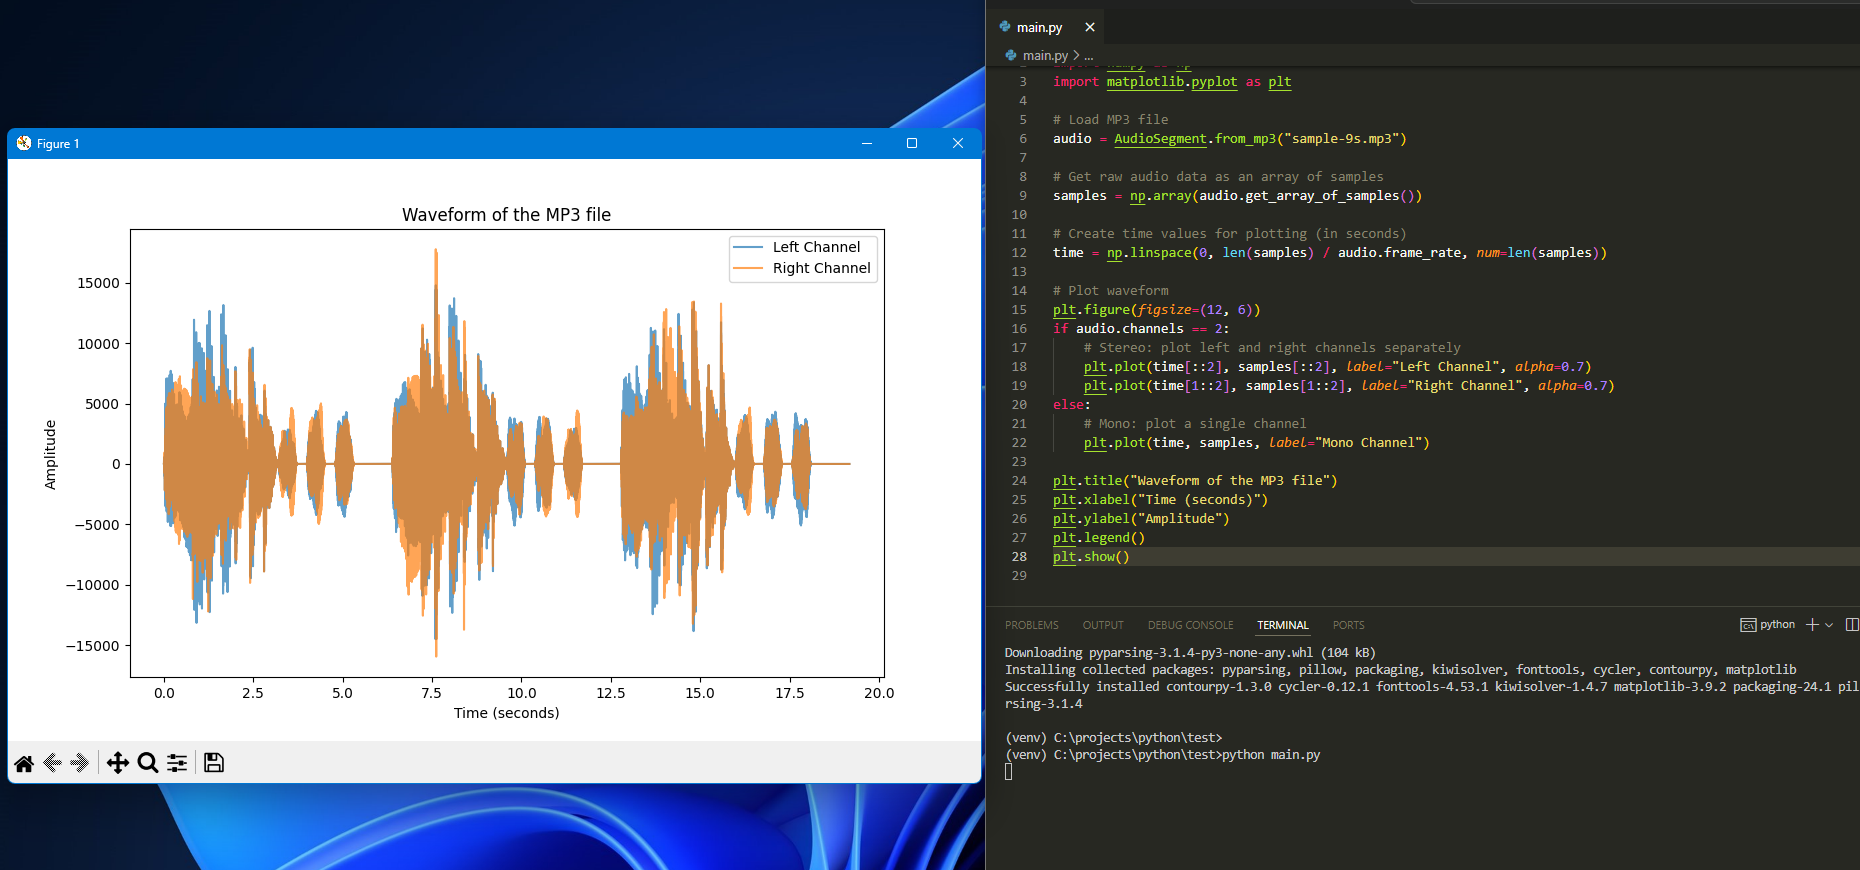 Figure 1
Waveform of the MP3 file
Left Channel
Right Channel
15000
10000
5000
0
−5000
−10000
−15000
Amplitude
0.0 2.5 5.0 7.5 10.0 12.5 15.0 17.5 20.0
Time (seconds)
main.py
main.py > ...
2 import numpy as np
3 import matplotlib.pyplot as plt
4
5 # Load MP3 file
6 audio = AudioSegment.from_mp3("sample-9s.mp3")
7
8 # Get raw audio data as an array of samples
9 samples = np.array(audio.get_array_of_samples())
10
11 # Create time values for plotting (in seconds)
12 time = np.linspace(0, len(samples) / audio.frame_rate, num=len(samples))
13
14 # Plot waveform
15 plt.figure(figsize=(12, 6))
16 if audio.channels == 2:
17 # Stereo: plot left and right channels separately
18 plt.plot(time[::2], samples[::2], label="Left Channel", alpha=0.7)
19 plt.plot(time[1::2], samples[1::2], label="Right Channel", alpha=0.7)
20 else:
21 # Mono: plot a single channel
22 plt.plot(time, samples, label="Mono Channel")
23
24 plt.title("Waveform of the MP3 file")
25 plt.xlabel("Time (seconds)")
26 plt.ylabel("Amplitude")
27 plt.legend()
28 plt.show()
29
PROBLEMS OUTPUT DEBUG CONSOLE TERMINAL PORTS python
Downloading pyparsing-3.1.4-py3-none-any.whl (104 kB)
Installing collected packages: pyparsing, pillow, packaging, kiwisolver, fonttools, cycler, contourpy, matplotlib
Successfully installed contourpy-1.3.0 cycler-0.12.1 fonttools-4.53.1 kiwisolver-1.4.7 matplotlib-3.9.2 packaging-24.1 pil
rsing-3.1.4
(venv) C:\projects\python\test>
(venv) C:\projects\python\test>python main.py